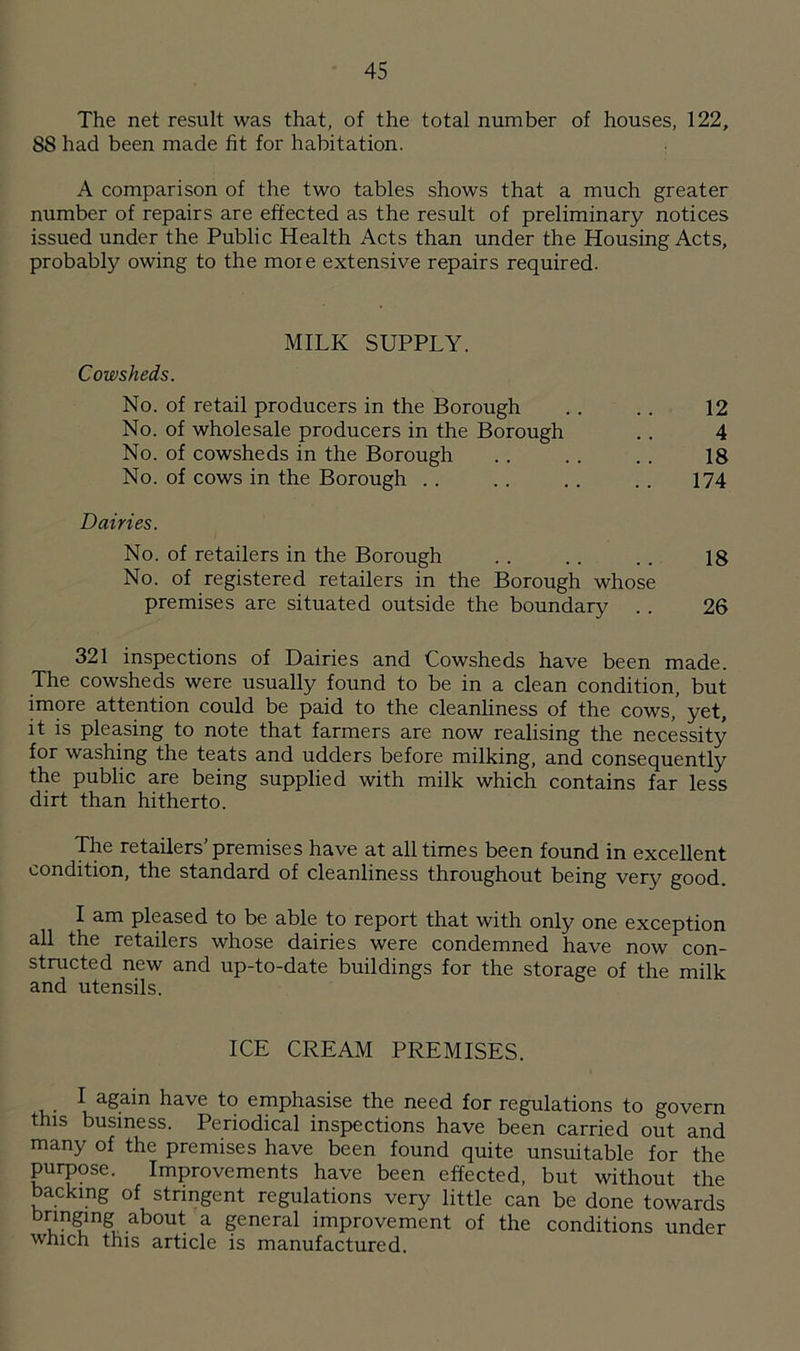 45
The net result was that, of the total number of houses, 122,
88 had been made fit for habitation.
A comparison of the two tables shows that a much greater
number of repairs are effected as the result of preliminary notices
issued under the Public Health Acts than under the Housing Acts,
probably owing to the more extensive repairs required.
MILK SUPPLY.
Cowsheds.
No. of retail producers in the Borough .. .. 12
No. of wholesale producers in the Borough .. 4
No. of cowsheds in the Borough .. .. .. 18
No. of cows in the Borough .. .. .. .. 174
Dairies.
No. of retailers in the Borough .. .. .. 18
No. of registered retailers in the Borough whose
premises are situated outside the boundary .. 26
321 inspections of Dairies and Cowsheds have been made.
The cowsheds were usually found to be in a clean condition, but
imore attention could be paid to the cleanliness of the cows, yet,
it is pleasing to note that farmers are now realising the necessity
for washing the teats and udders before milking, and consequently
the public are being supplied with milk which contains far less
dirt than hitherto.
The retailers' premises have at all times been found in excellent
condition, the standard of cleanliness throughout being very good.
I am pleased to be able to report that with only one exception
all the retailers whose dairies were condemned have now con-
structed new and up-to-date buildings for the storage of the milk
and utensils.
ICE CREAM PREMISES.
I again have to emphasise the need for regulations to govern
this business. Periodical inspections have been carried out and
many of the premises have been found quite unsuitable for the
purpose. Improvements have been effected, but without the
backing of stringent regulations very little can be done towards
bringing about a general improvement of the conditions under
which this article is manufactured.